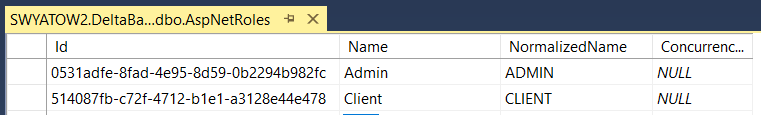 SWYATOW2.DeltaBa...dbo.AspNetRoles
Id Name NormalizedName Concurrenc...
0531adfe-8fad-4e95-8d59-0b2294b982fc Admin ADMIN NULL
514087fb-c72f-4712-b1e1-a3128e44e478 Client CLIENT NULL